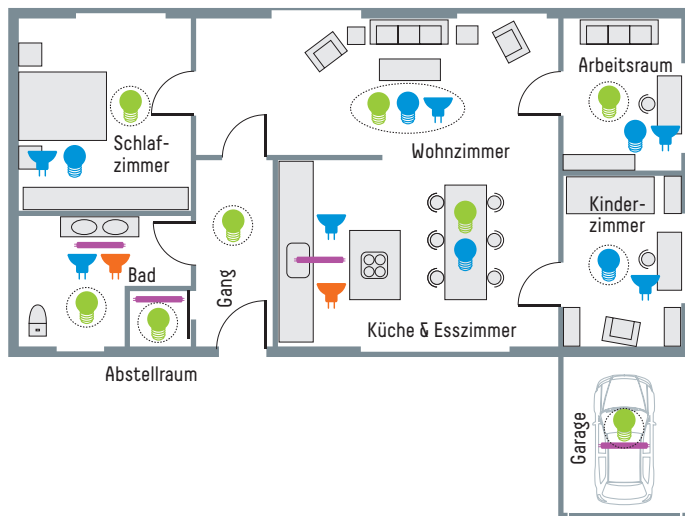 Arbeitsraum
Schlaf-
zimmer
Wohnzimmer
Kinder-
zimmer
Bad
Gang
Küche & Esszimmer
Abstellraum
Garage